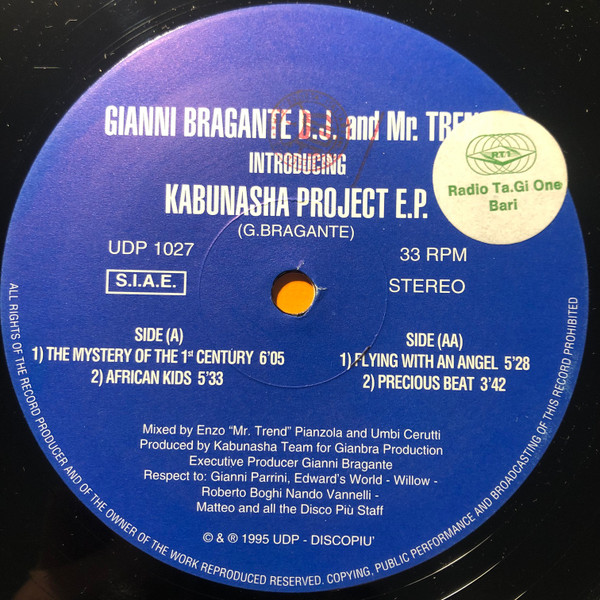 GIANNI BRAGANTE D.J. and Mr. TREND
INTRODUCING
KABUNASHA PROJECT E.P.
(G.BRAGANTE)
RT1
Radio Ta.Gi One
Bari
UDP 1027
33 RPM
S.I.A.E.
STEREO
SIDE (A)
1) THE MYSTERY OF THE 1st CENTURY 6'05
2) AFRICAN KIDS 5'33
SIDE (AA)
1) FLYING WITH AN ANGEL 5'28
2) PRECIOUS BEAT 3'42
Mixed by Enzo "Mr. Trend" Pianzola and Umbi Cerutti
Produced by Kabunasha Team for Gianbra Production
Executive Producer Gianni Bragante
Respect to: Gianni Parrini, Edward's World - Willow -
Roberto Boghi Nando Vannelli -
Matteo and all the Disco Più Staff
© & ® 1995 UDP - DISCOPIU'
ALL RIGHTS OF THE RECORD PRODUCER AND OF THE OWNER OF THE WORK REPRODUCED RESERVED. COPYING, PUBLIC PERFORMANCE AND BROADCASTING OF THIS RECORD PROHIBITED